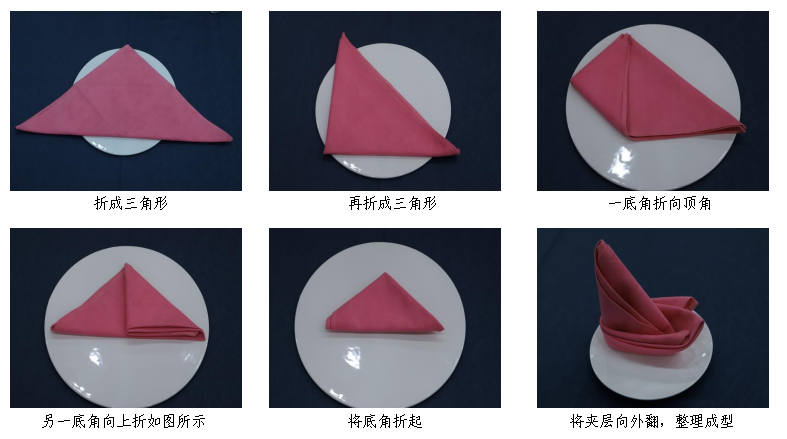 折成三角形
再折成三角形
一底角折向顶角
另一底角向上折如图所示
将底角折起
将夹层向外翻，整理成型